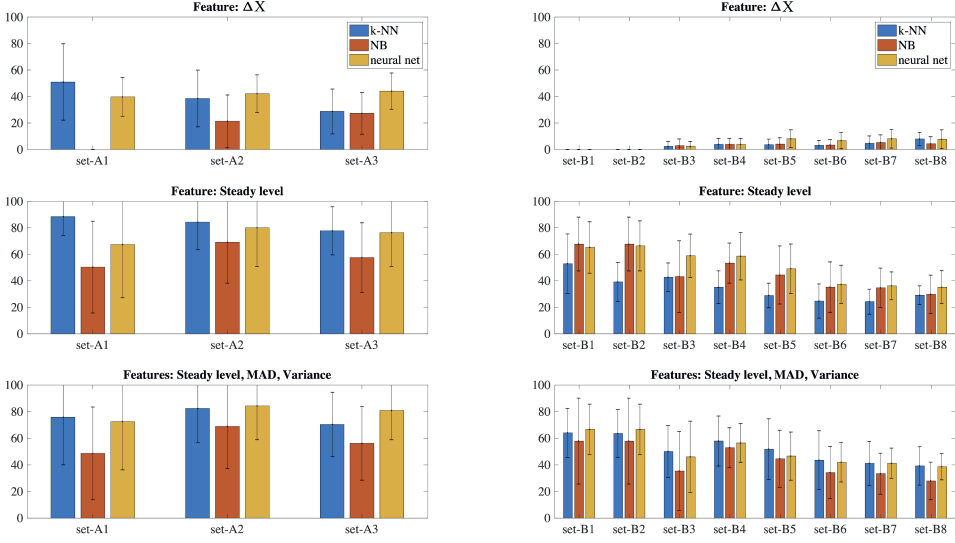 Feature: ΔX
100
80
60
40
20
0
k-NN
NB
neural net
set-A1 set-A2 set-A3
Feature: ΔX
100
80
60
40
20
0
k-NN
NB
neural net
set-B1 set-B2 set-B3 set-B4 set-B5 set-B6 set-B7 set-B8
Feature: Steady level
100
80
60
40
20
0
set-A1 set-A2 set-A3
Feature: Steady level
100
80
60
40
20
0
set-B1 set-B2 set-B3 set-B4 set-B5 set-B6 set-B7 set-B8
Features: Steady level, MAD, Variance
100
80
60
40
20
0
set-A1 set-A2 set-A3
Features: Steady level, MAD, Variance
100
80
60
40
20
0
set-B1 set-B2 set-B3 set-B4 set-B5 set-B6 set-B7 set-B8